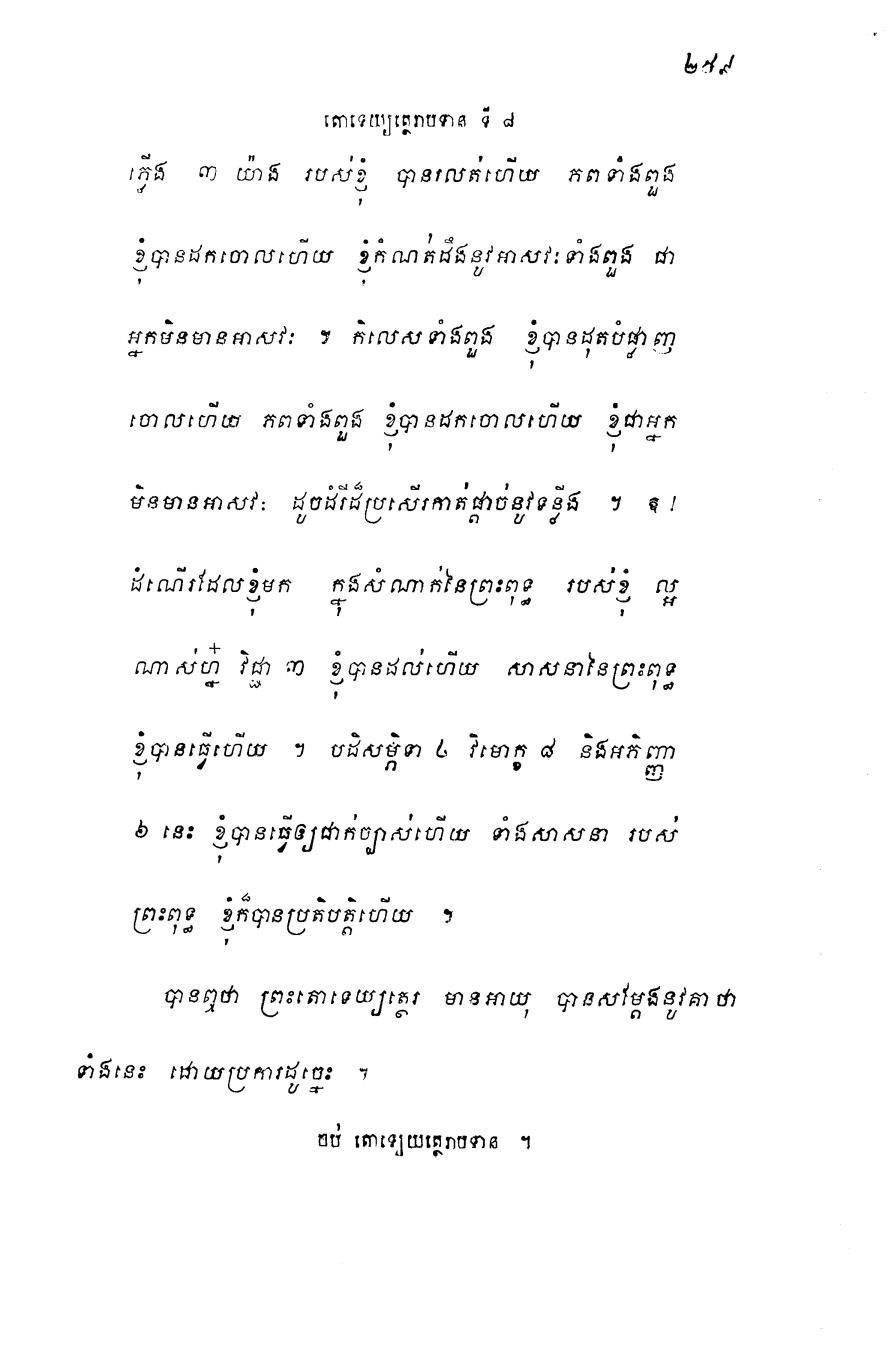 ២៥៩
តោទេយ្យត្ថេរាបទាន ទី ៨
ភ្លើង ៣ យ៉ាង របស់ខ្ញុំ បានរលត់ហើយ ភពទាំងពួង
ខ្ញុំបានដកចោលហើយ ខ្ញុំកំណត់ដឹងនូវអាសវៈទាំងពួង ជា
អ្នកមិនមានអាសវៈ ។ កិលេសទាំងពួង ខ្ញុំបានដុតបំផ្លាញ
ចោលហើយ ភពទាំងពួង ខ្ញុំបានដកចោលហើយ ខ្ញុំជាអ្នក
មិនមានអាសវៈ ដូចដំរីដ៏ប្រសើរកាត់ផ្តាច់នូវទន្លីង ។ ឱ!
ដំណើរដែលខ្ញុំមក ក្នុងសំណាក់នៃព្រះពុទ្ធ របស់ខ្ញុំ ល្អ
ណាស់ហ្ន៎ វិជ្ជា ៣ ខ្ញុំបានដល់ហើយ សាសនានៃព្រះពុទ្ធ
ខ្ញុំបានធ្វើហើយ ។ បដិសម្ភិទា ៤ វិមោក្ខ ៨ និងអភិញ្ញា
៦ នេះ ខ្ញុំបានធ្វើឲ្យជាក់ច្បាស់ហើយ ទាំងសាសនា របស់
ព្រះពុទ្ធ ខ្ញុំក៏បានប្រតិបត្តិហើយ ។
បានឮថា ព្រះតោទេយ្យត្ថេរ មានអាយុ បានសម្តែងនូវគាថា
ទាំងនេះ ដោយប្រការដូច្នេះ ។
ចប់ តោទេ្យយត្ថេរាបទាន ។